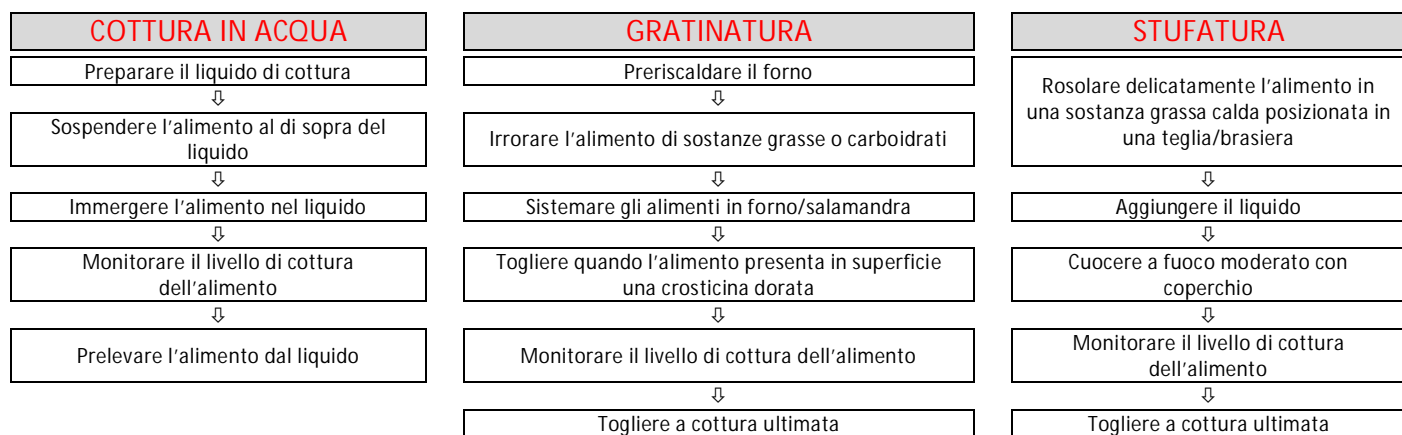 COTTURA IN ACQUA
Preparare il liquido di cottura
⇩
Sospendere l'alimento al di sopra del
liquido
⇩
Immergere l'alimento nel liquido
⇩
Monitorare il livello di cottura
dell'alimento
⇩
Prelevare l'alimento dal liquido
GRATINATURA
Preriscaldare il forno
⇩
Irrorare l'alimento di sostanze grasse o carboidrati
⇩
Sistemare gli alimenti in forno/salamandra
⇩
Togliere quando l'alimento presenta in superficie
una crosticina dorata
⇩
Monitorare il livello di cottura dell'alimento
⇩
Togliere a cottura ultimata
STUFATURA
Rosolare delicatamente l'alimento in
una sostanza grassa calda posizionata in
una teglia/brasiera
⇩
Aggiungere il liquido
⇩
Cuocere a fuoco moderato con
coperchio
⇩
Monitorare il livello di cottura
dell'alimento
⇩
Togliere a cottura ultimata